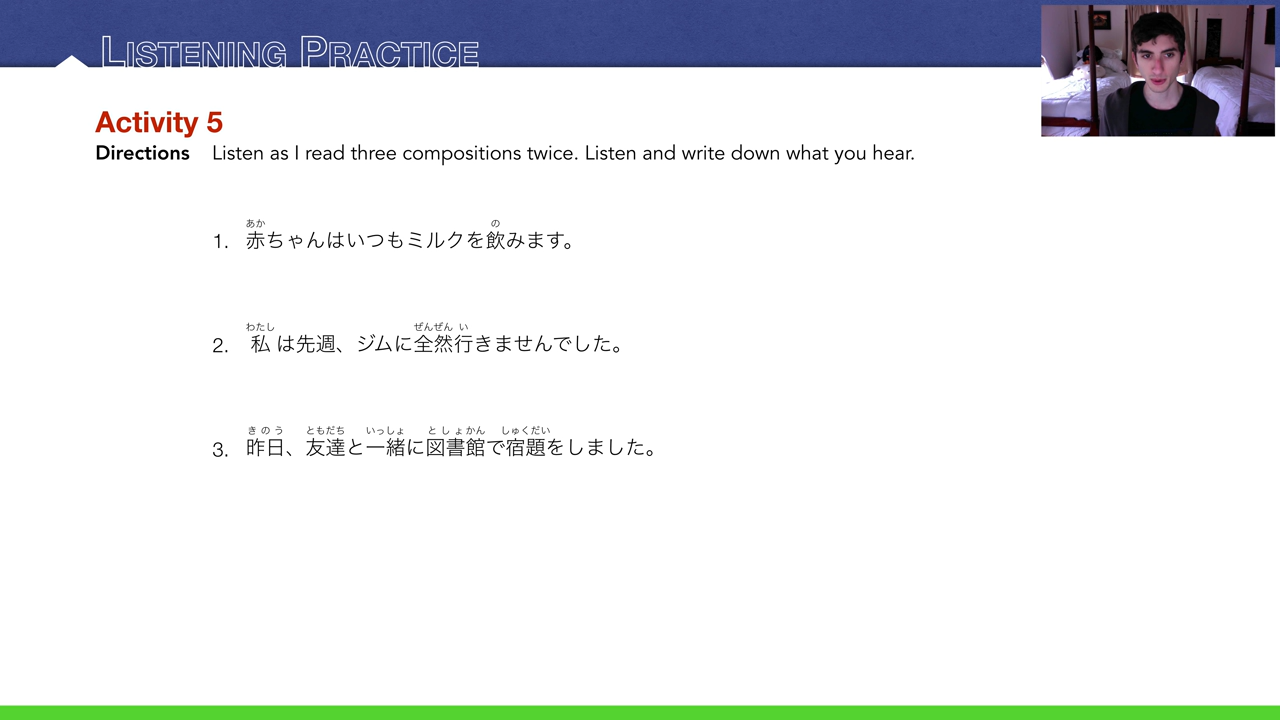 LISTENING PRACTICE
Activity 5
Directions Listen as I read three compositions twice. Listen and write down what you hear.
あか の
1. 赤ちゃんはいつもミルクを飲みます。
わたし ぜんぜん い
2. 私は先週、ジムに全然行きませんでした。
きのう ともだち いっしょ としょかん しゅくだい
3. 昨日、友達と一緒に図書館で宿題をしました。